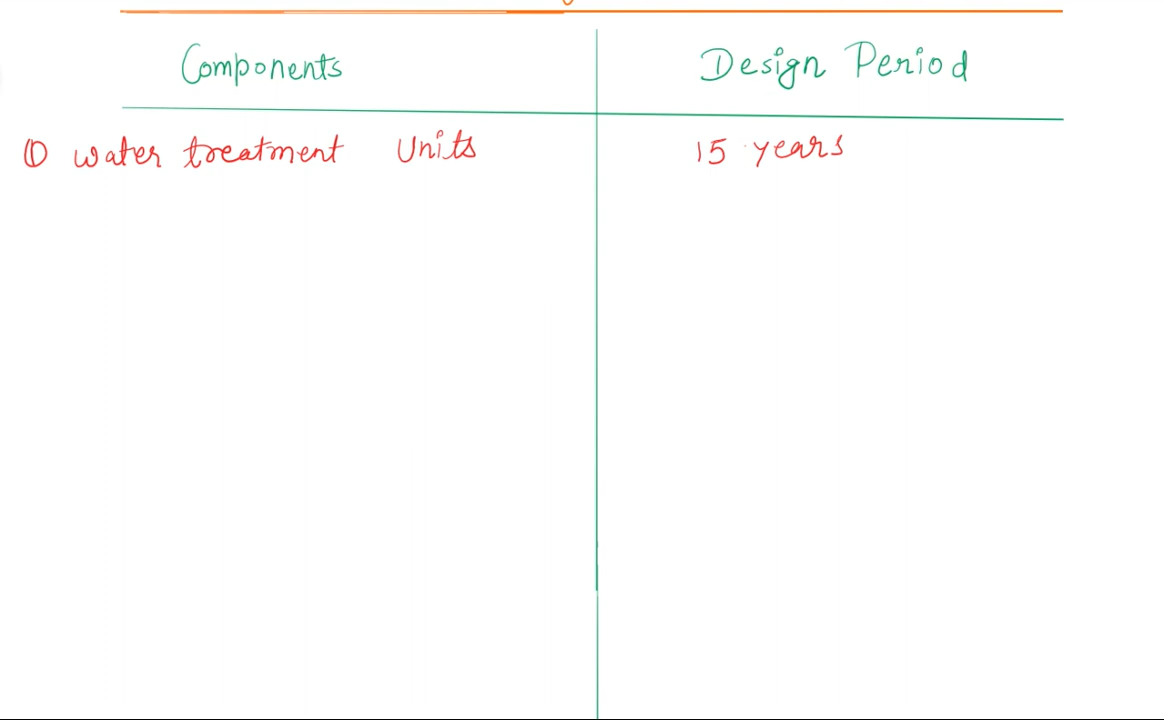 Components Design Period
① water treatment Units 15 years